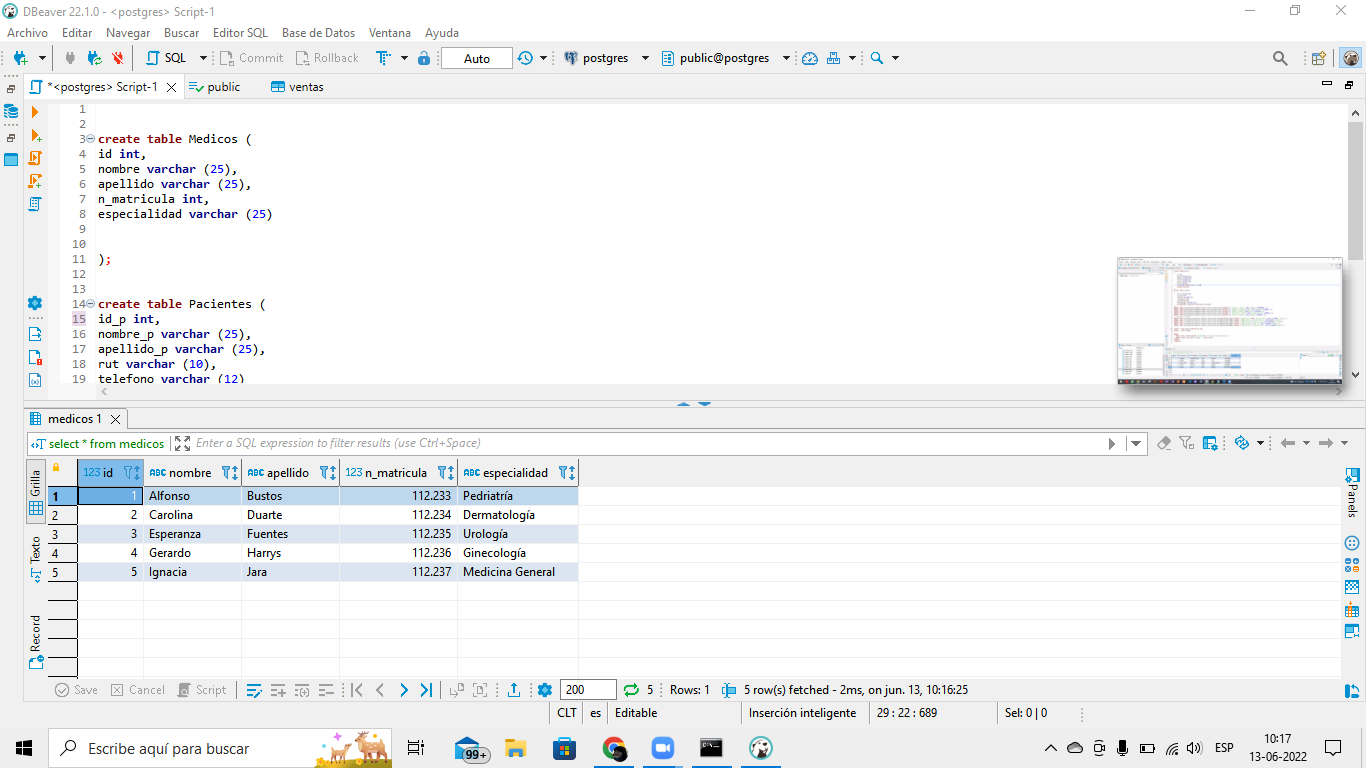 DBeaver 22.1.0 - <postgres> Script-1
Archivo Editar Navegar Buscar Editor SQL Base de Datos Ventana Ayuda
SQL Commit Rollback Auto postgres public@postgres
*<postgres> Script-1 public ventas
1
2
3 create table Medicos (
4 id int,
5 nombre varchar (25),
6 apellido varchar (25),
7 n_matricula int,
8 especialidad varchar (25)
9
10
11 );
12
13
14 create table Pacientes (
15 id_p int,
16 nombre_p varchar (25),
17 apellido_p varchar (25),
18 rut varchar (10),
19 telefono varchar (12)
medicos 1
select * from medicos Enter a SQL expression to filter results (use Ctrl+Space)
Grilla
Texto
Record
Panels
123 id ABC nombre ABC apellido 123 n_matricula ABC especialidad
1 1 Alfonso Bustos 112.233 Pedriatría
2 2 Carolina Duarte 112.234 Dermatología
3 3 Esperanza Fuentes 112.235 Urología
4 4 Gerardo Harrys 112.236 Ginecología
5 5 Ignacia Jara 112.237 Medicina General
Save Cancel Script 200 5 Rows: 1 5 row(s) fetched - 2ms, on jun. 13, 10:16:25
CLT es Editable Inserción inteligente 29 : 22 : 689 Sel: 0 | 0
Escribe aquí para buscar 99+ ESP 10:17
13-06-2022